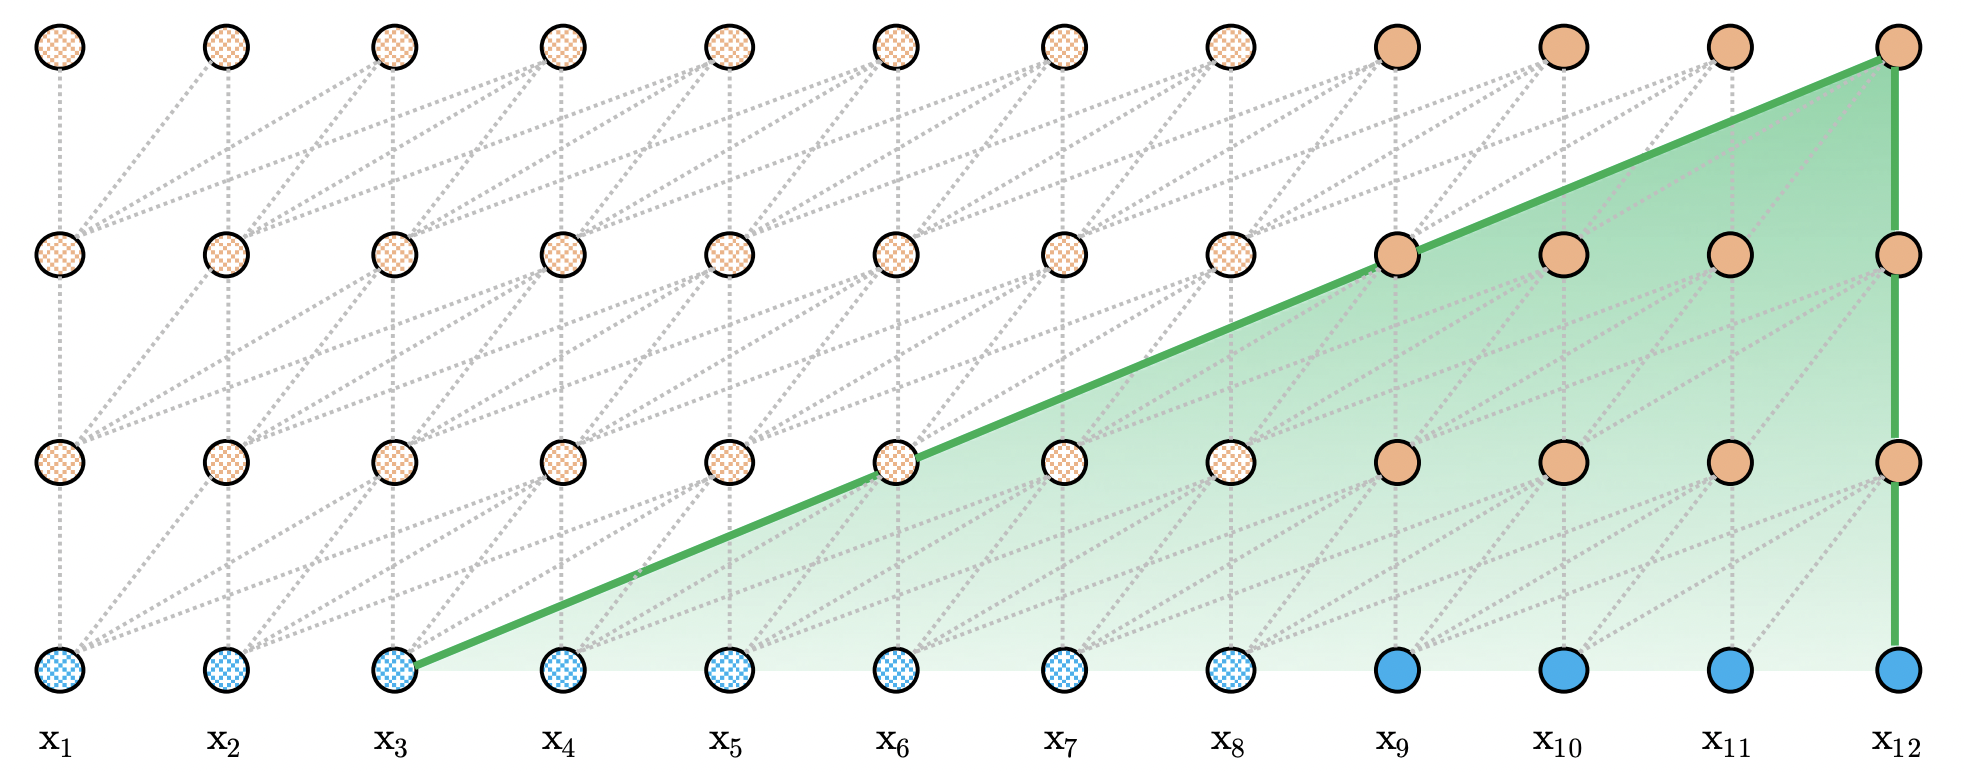 x₁ x₂ x₃ x₄ x₅ x₆ x₇ x₈ x₉ x₁₀ x₁₁ x₁₂